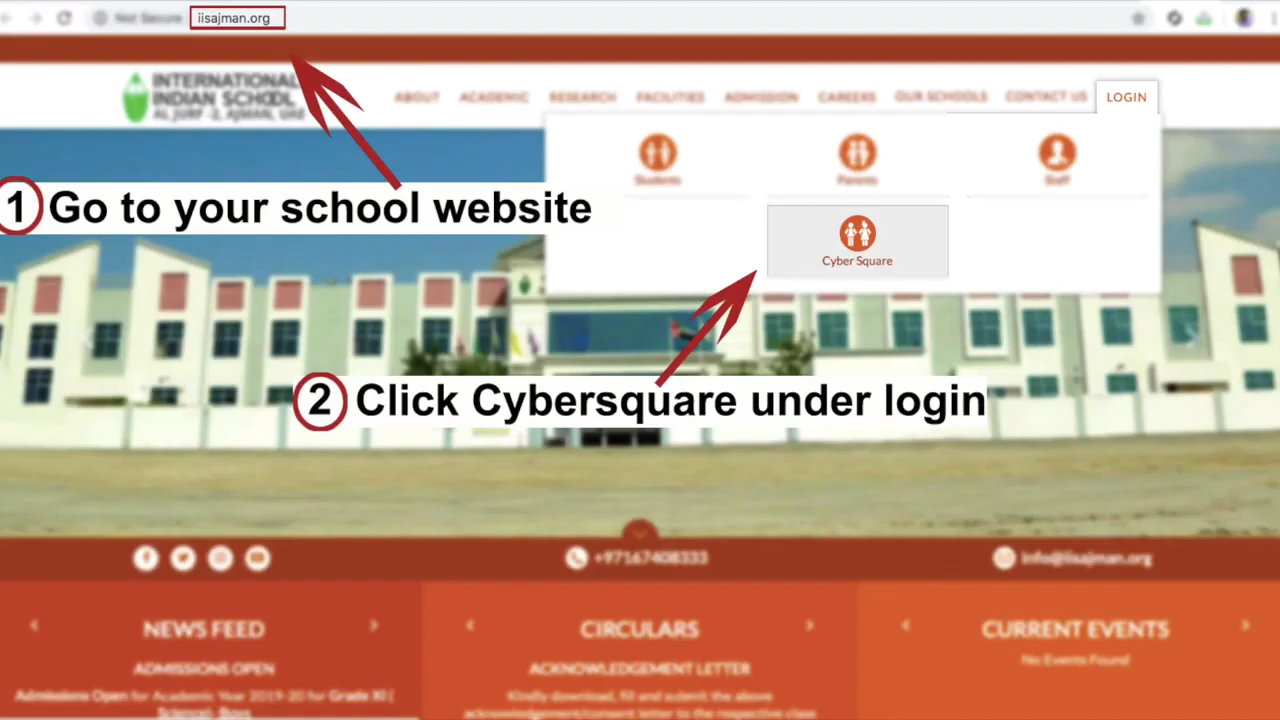 Not Secure
iisajman.org
INTERNATIONAL
INDIAN SCHOOL
AL JURF -2, AJMAN, UAE
ABOUT ACADEMIC RESEARCH FACILITIES ADMISSION CAREERS OUR SCHOOLS CONTACT US LOGIN
Students Parents Staff
1 Go to your school website
Cyber Square
2 Click Cybersquare under login
+97167408333
info@iisajman.org
NEWS FEED
ADMISSIONS OPEN
Admissions Open for Academic Year 2019-20 for Grade XI (
Science)- Boys
CIRCULARS
ACKNOWLEDGEMENT LETTER
Kindly download, fill and submit the above
acknowledgement/consent letter to the respective class
CURRENT EVENTS
No Events Found